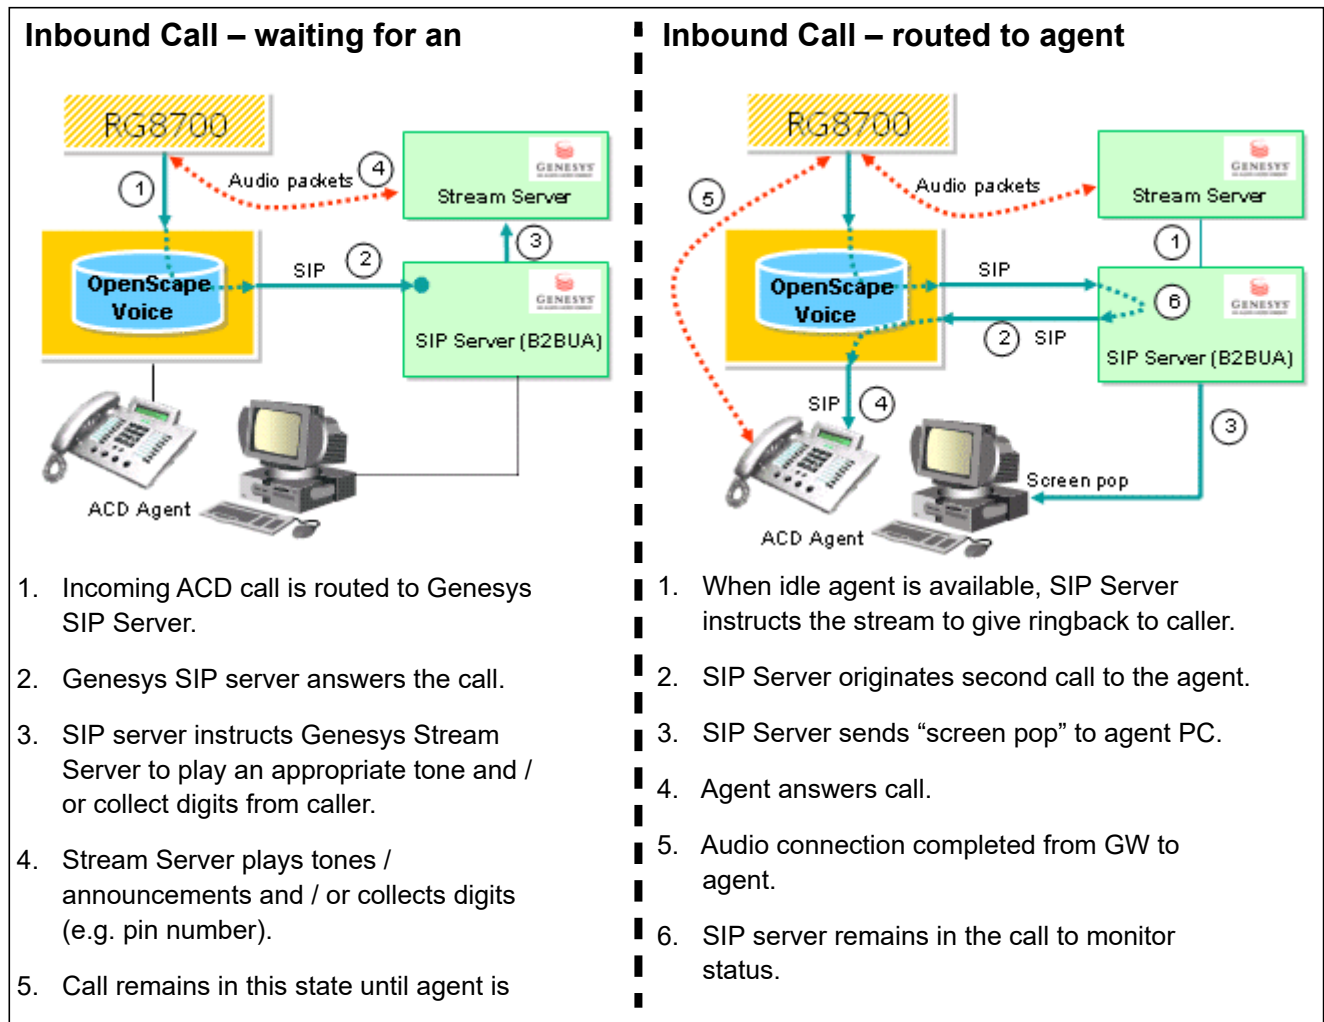 Inbound Call – waiting for an
RG8700
1
Audio packets
4
GENESYS
Stream Server
3
2
SIP
OpenScape
Voice
GENESYS
SIP Server (B2BUA)
ACD Agent
1. Incoming ACD call is routed to Genesys
SIP Server.
2. Genesys SIP server answers the call.
3. SIP server instructs Genesys Stream
Server to play an appropriate tone and /
or collect digits from caller.
4. Stream Server plays tones /
announcements and / or collects digits
(e.g. pin number).
5. Call remains in this state until agent is
Inbound Call – routed to agent
RG8700
5
Audio packets
GENESYS
Stream Server
1
SIP
OpenScape
Voice
GENESYS
6
2
SIP
SIP Server (B2BUA)
SIP
4
3
Screen pop
ACD Agent
1. When idle agent is available, SIP Server
instructs the stream to give ringback to caller.
2. SIP Server originates second call to the agent.
3. SIP Server sends “screen pop” to agent PC.
4. Agent answers call.
5. Audio connection completed from GW to
agent.
6. SIP server remains in the call to monitor
status.